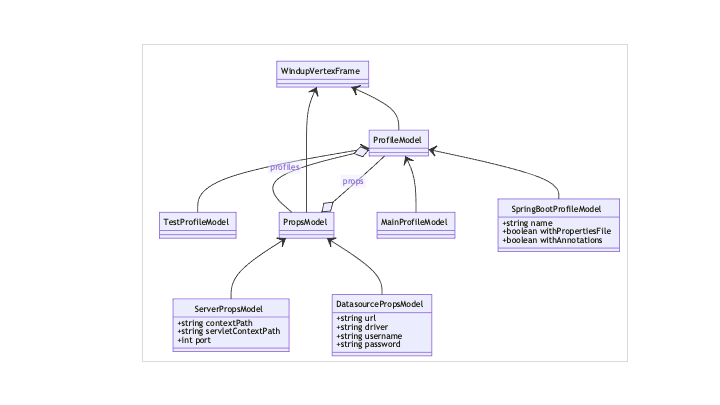 WindupVertexFrame
ProfileModel
profiles
props
TestProfileModel
PropsModel
MainProfileModel
SpringBootProfileModel
+string name
+boolean withPropertiesFile
+boolean withAnnotations
ServerPropsModel
+string contextPath
+string servletContextPath
+int port
DatasourcePropsModel
+string url
+string driver
+string username
+string password